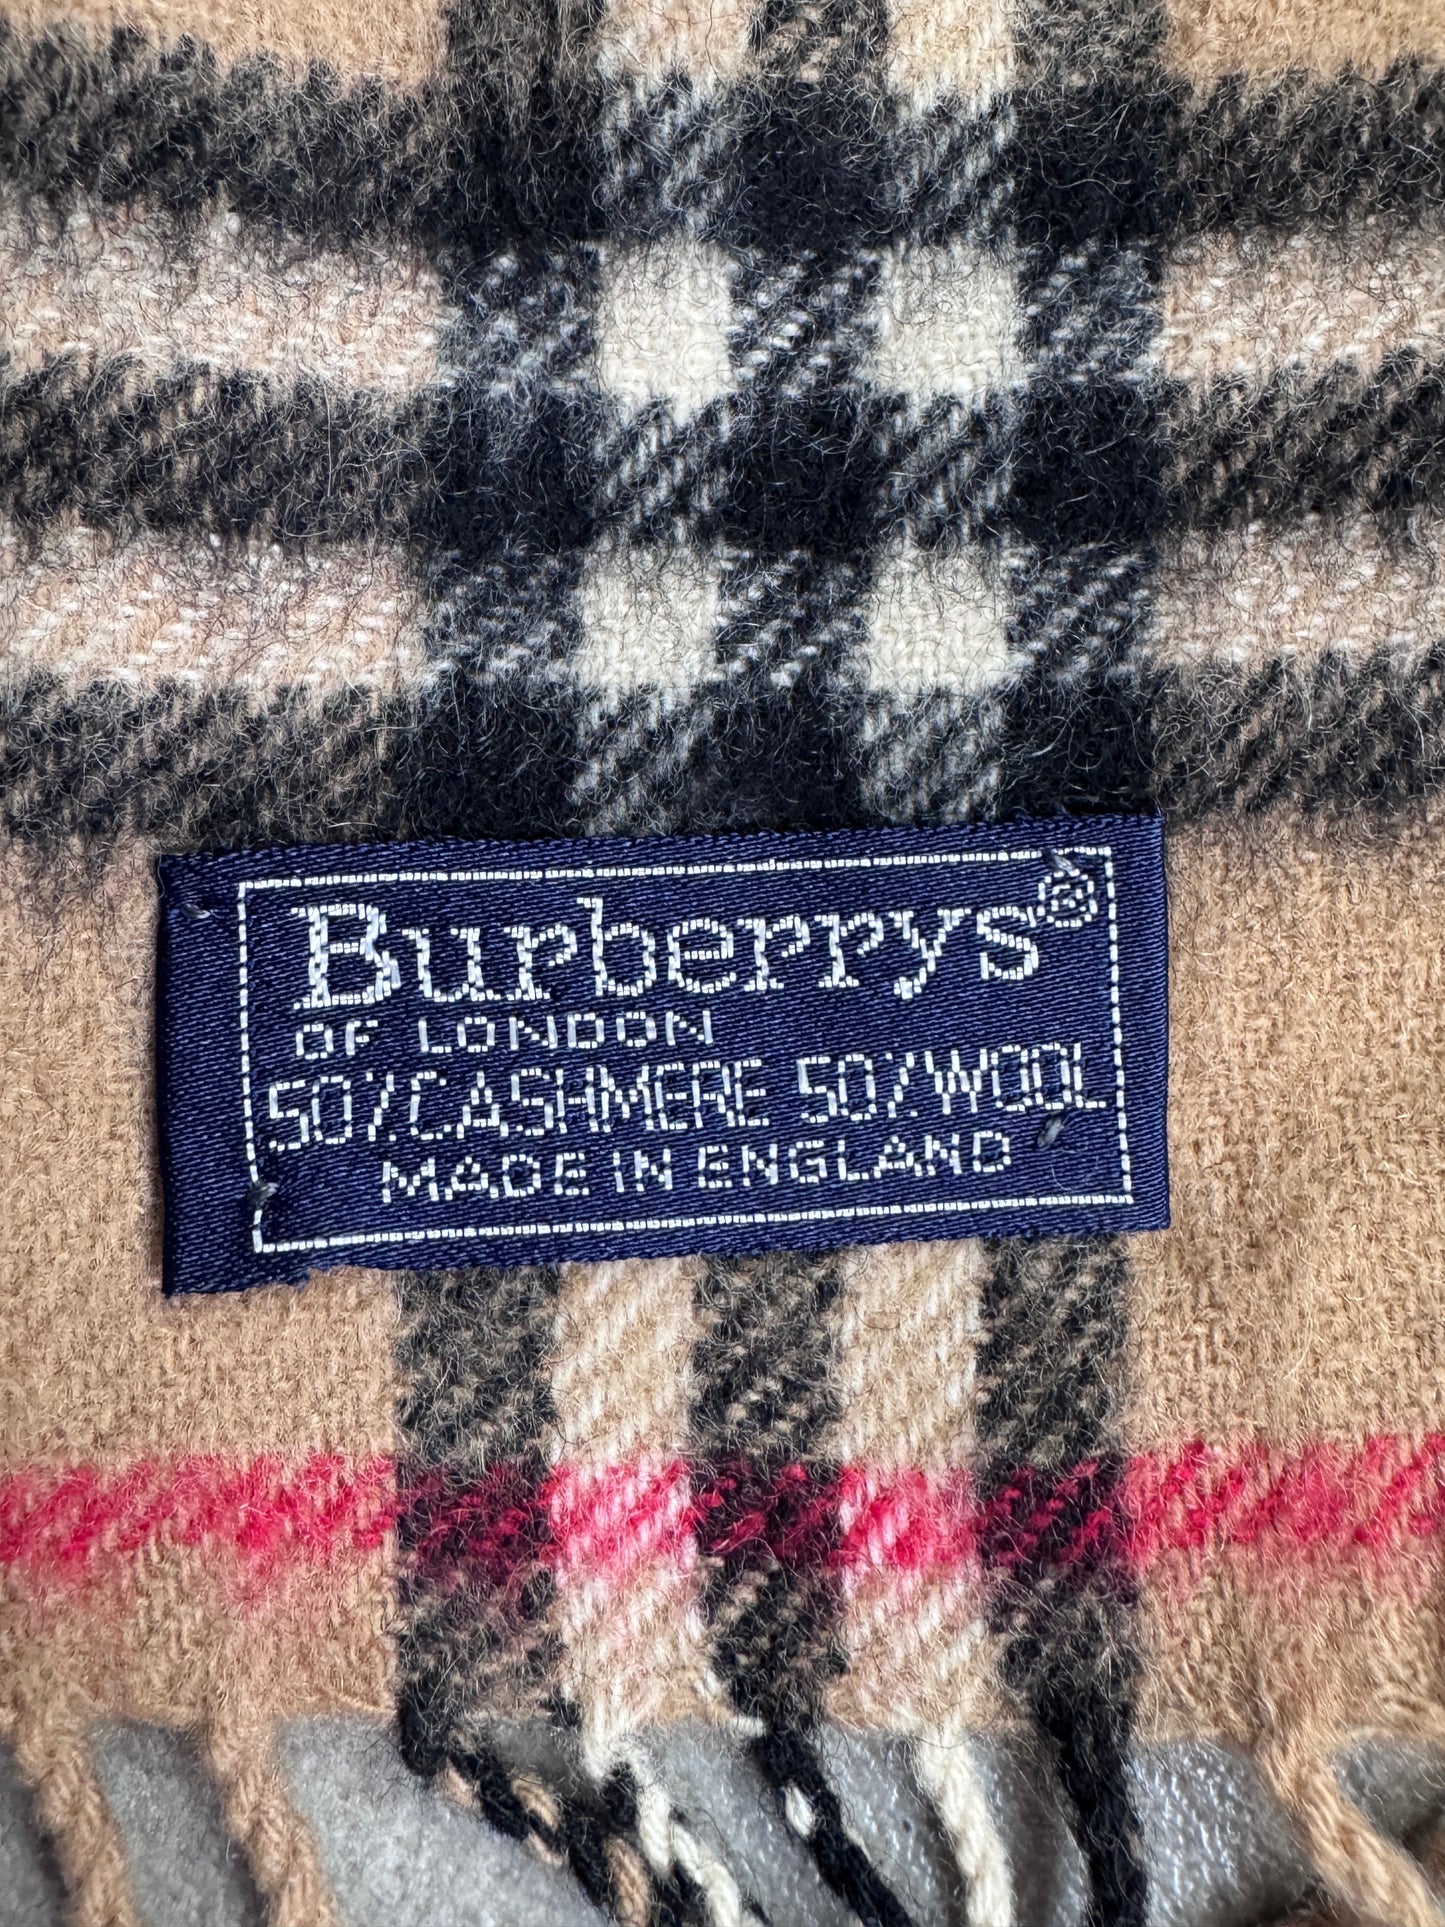 Burberrys®
OF LONDON
50%CASHMERE 50%WOOL
MADE IN ENGLAND